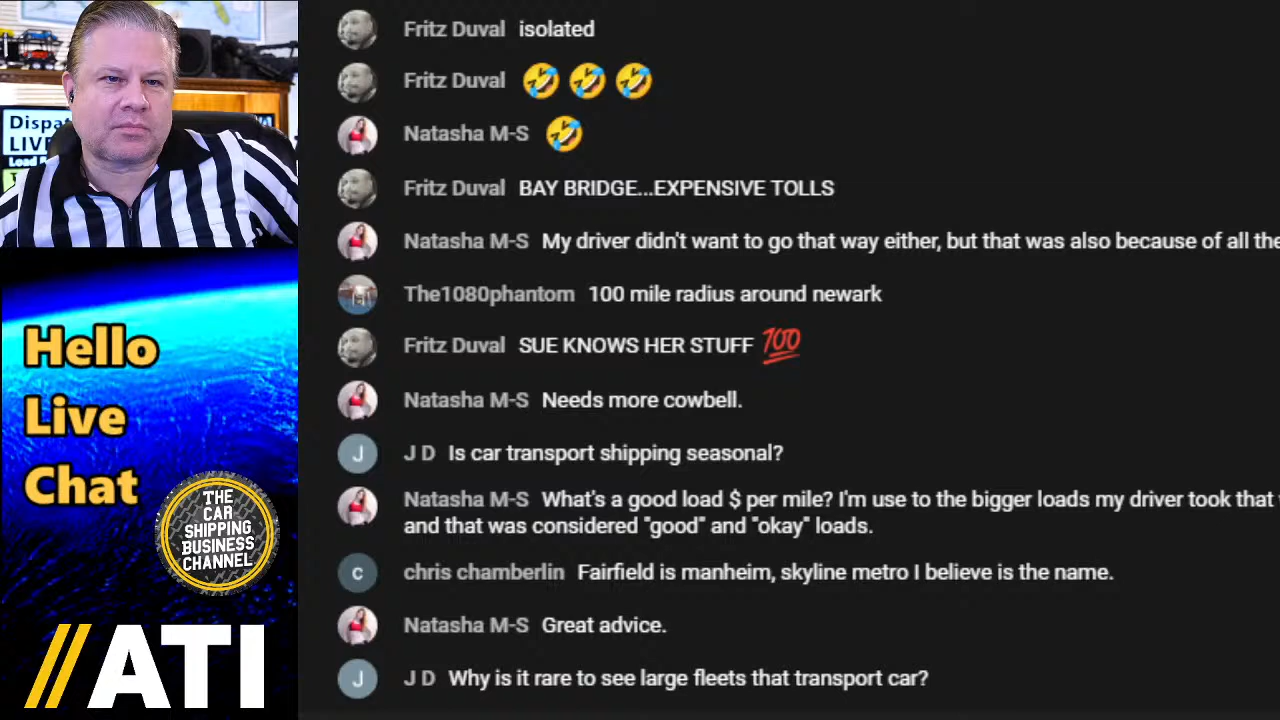 Dispa
LIVE
Load B
Hello
Live
Chat
THE
CAR
SHIPPING
BUSINESS
CHANNEL
//ATI
Fritz Duval isolated
Fritz Duval 🤣 🤣 🤣
Natasha M-S 🤣
Fritz Duval BAY BRIDGE...EXPENSIVE TOLLS
Natasha M-S My driver didn't want to go that way either, but that was also because of all the
The1080phantom 100 mile radius around newark
Fritz Duval SUE KNOWS HER STUFF 💯
Natasha M-S Needs more cowbell.
J D Is car transport shipping seasonal?
Natasha M-S What's a good load $ per mile? I'm use to the bigger loads my driver took that
and that was considered "good" and "okay" loads.
chris chamberlin Fairfield is manheim, skyline metro I believe is the name.
Natasha M-S Great advice.
J D Why is it rare to see large fleets that transport car?